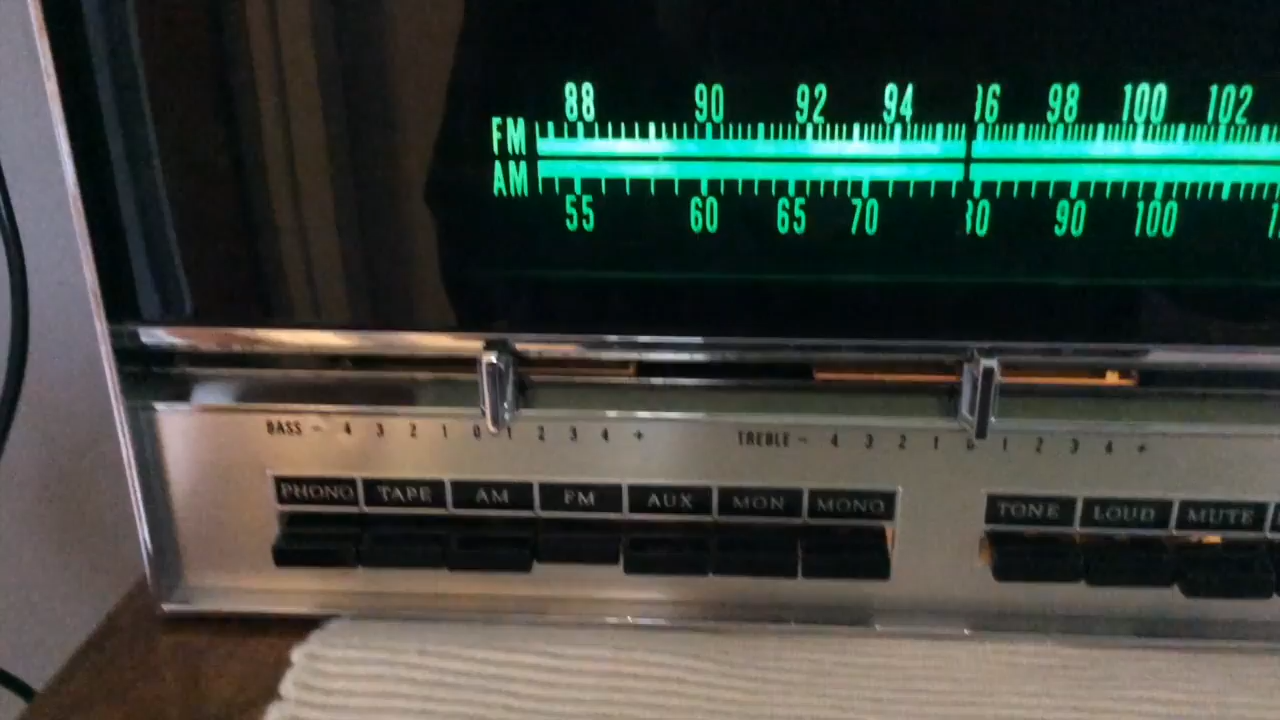 88 90 92 94 96 98 100 102
FM
AM
55 60 65 70 80 90 100
BASS - 4 3 2 1 0 1 2 3 4 + TREBLE - 4 3 2 1 0 1 2 3 4 +
PHONO TAPE AM FM AUX MON MONO TONE LOUD MUTE